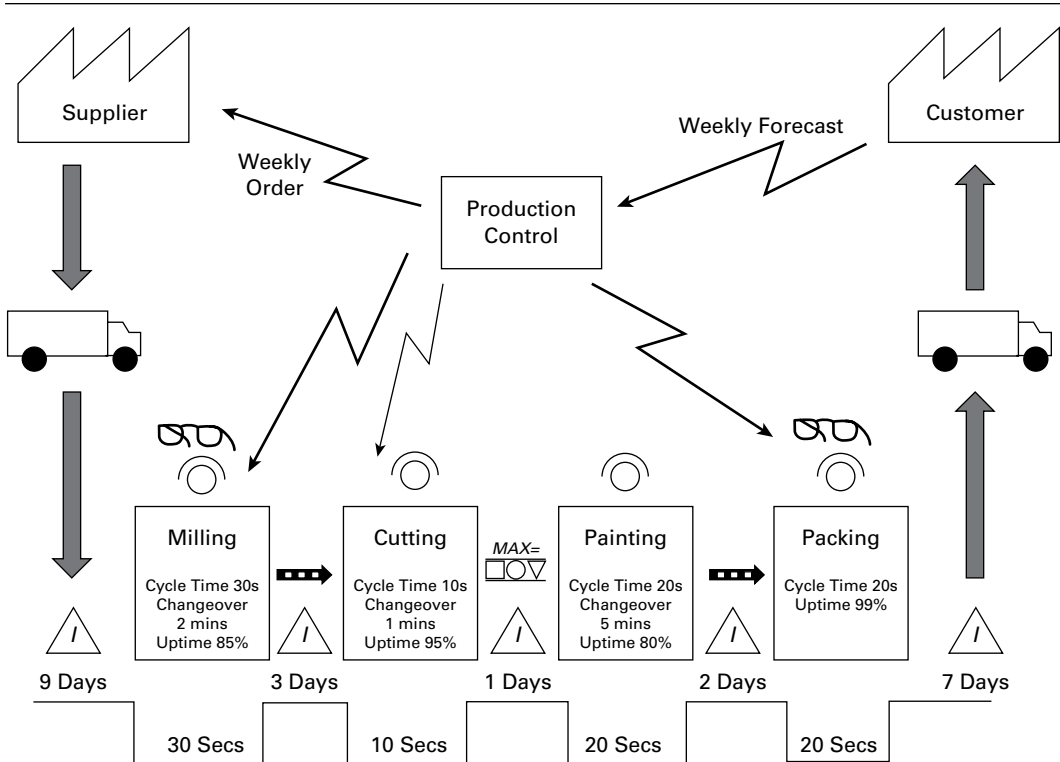 Supplier
Customer
Weekly Forecast
Weekly
Order
Production
Control
Milling
Cycle Time 30s
Changeover
2 mins
Uptime 85%
Cutting
Cycle Time 10s
Changeover
1 mins
Uptime 95%
MAX=
Painting
Cycle Time 20s
Changeover
5 mins
Uptime 80%
Packing
Cycle Time 20s
Uptime 99%
I
I
I
I
I
9 Days
3 Days
1 Days
2 Days
7 Days
30 Secs
10 Secs
20 Secs
20 Secs